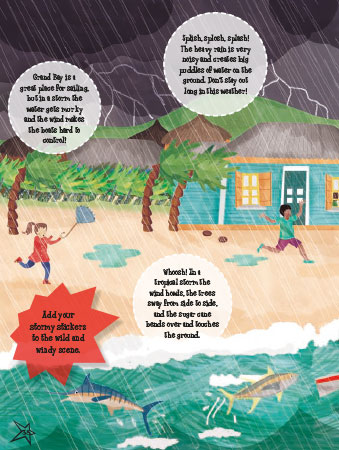 Splish, splosh, splash!
The heavy rain is very
noisy and creates big
puddles of water on the
ground. Don't stay out
long in this weather!
Grand Bay is a
great place for sailing,
but in a storm the
water gets murky
and the wind makes
the boats hard to
control!
Whoosh! In a
tropical storm the
wind howls, the trees
sway from side to side,
and the sugar cane
bends over and touches
the ground.
Add your
stormy stickers
to the wild and
windy scene.